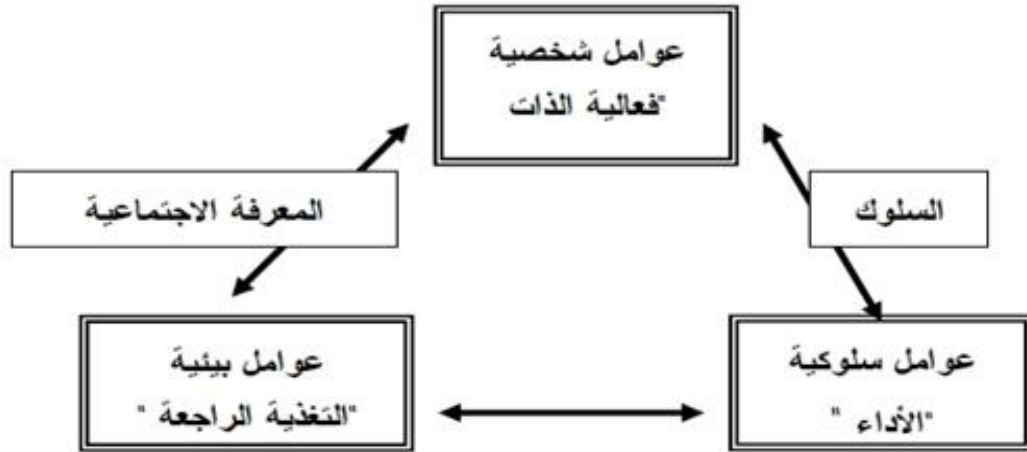 عوامل شخصية
"فعالية الذات
السلوك
المعرفة الاجتماعية
عوامل سلوكية
"الأداء "
عوامل بيئية
"التغذية الراجعة "